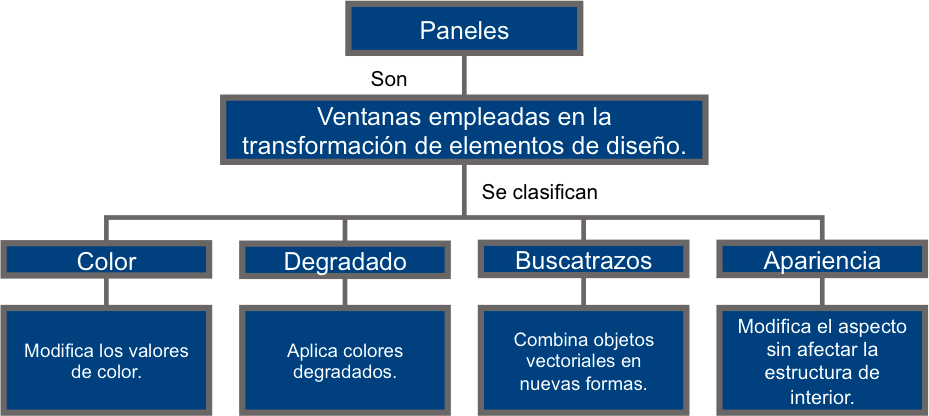 Paneles
Son
Ventanas empleadas en la
transformación de elementos de diseño.
Se clasifican
Color
Degradado
Buscatrazos
Apariencia
Modifica los valores
de color.
Aplica colores
degradados.
Combina objetos
vectoriales en
nuevas formas.
Modifica el aspecto
sin afectar la
estructura de
interior.